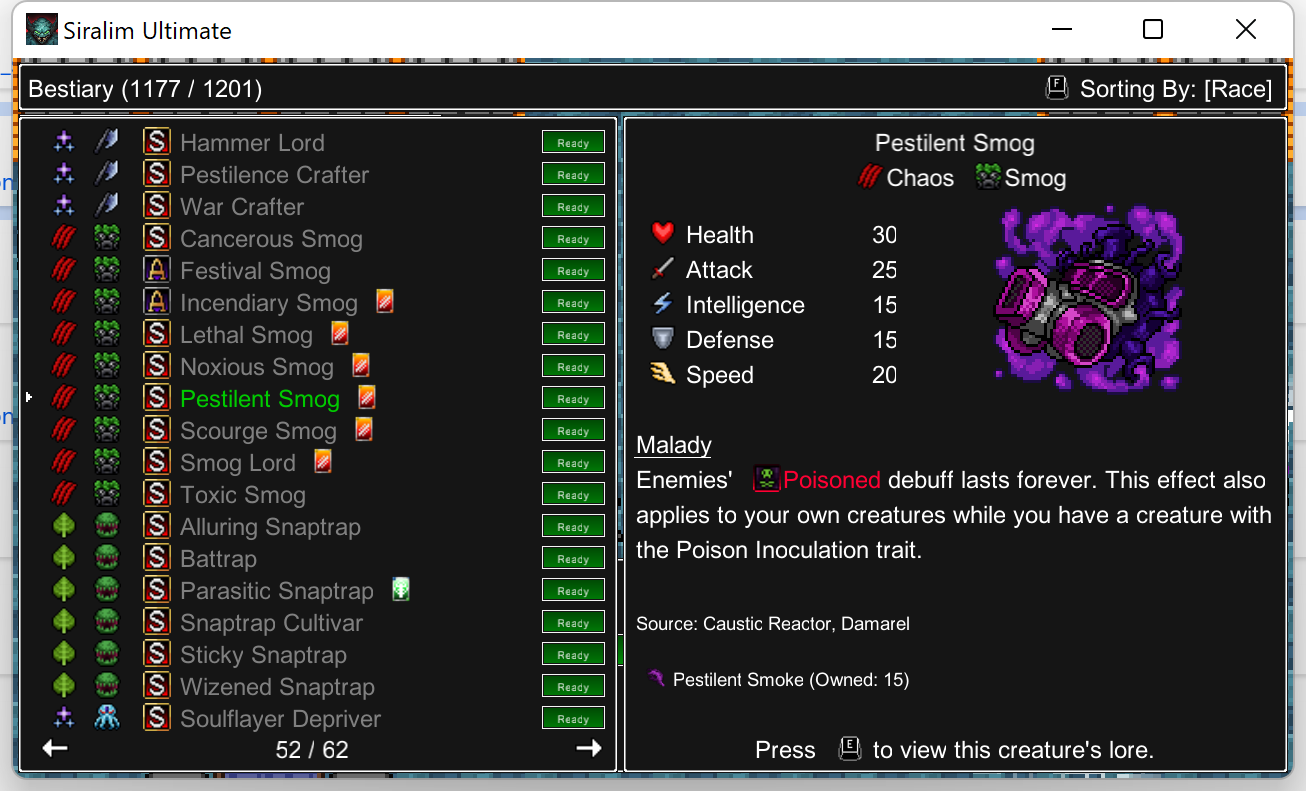 Siralim Ultimate
Bestiary (1177 / 1201)
F Sorting By: [Race]
S Hammer Lord Ready
S Pestilence Crafter Ready
S War Crafter Ready
S Cancerous Smog Ready
A Festival Smog Ready
A Incendiary Smog Ready
S Lethal Smog Ready
S Noxious Smog Ready
S Pestilent Smog Ready
S Scourge Smog Ready
S Smog Lord Ready
S Toxic Smog Ready
S Alluring Snaptrap Ready
S Battrap Ready
S Parasitic Snaptrap Ready
S Snaptrap Cultivar Ready
S Sticky Snaptrap Ready
S Wizened Snaptrap Ready
S Soulflayer Depriver Ready
52 / 62
Pestilent Smog
Chaos Smog
Health 30
Attack 25
Intelligence 15
Defense 15
Speed 20
Malady
Enemies' Poisoned debuff lasts forever. This effect also
applies to your own creatures while you have a creature with
the Poison Inoculation trait.
Source: Caustic Reactor, Damarel
Pestilent Smoke (Owned: 15)
Press E to view this creature's lore.